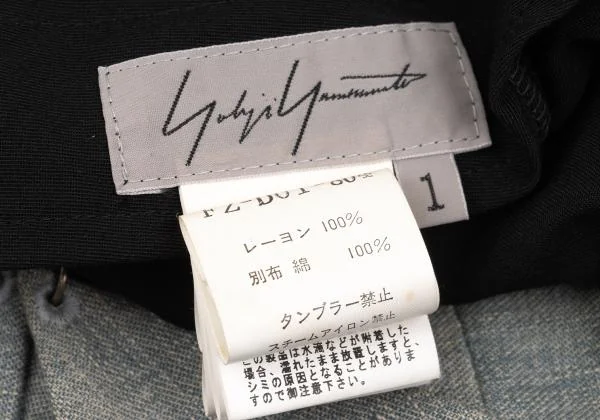 Yohji Yamamoto
1
レーヨン 100%
別布 綿 100%
タンブラー禁止
スチームアイロン禁止
この製品は水滴などが附着した
場合、濡れたまま放置しますと、
シミの原因となることがありま
すので御注意下さい。